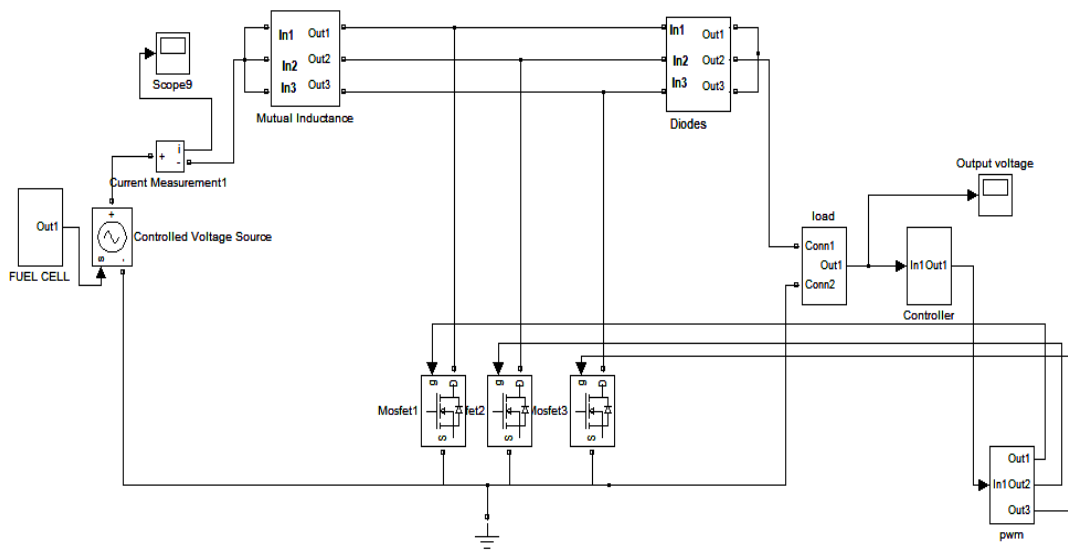 Scope9
In1 Out1
In2 Out2
In3 Out3
Mutual Inductance
In1 Out1
In2 Out2
In3 Out3
Diodes
+ i
-
Current Measurement1
Out1
FUEL CELL
+
s -
Controlled Voltage Source
Output voltage
load
Conn1
Out1
Conn2
In1 Out1
Controller
g D
S
Mosfet1
g D
S
fet2
g D
S
Mosfet3
Out1
In1 Out2
Out3
pwm